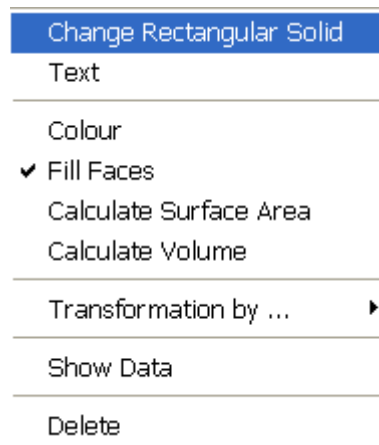 Change Rectangular Solid
Text
Colour
Fill Faces
Calculate Surface Area
Calculate Volume
Transformation by ...
Show Data
Delete